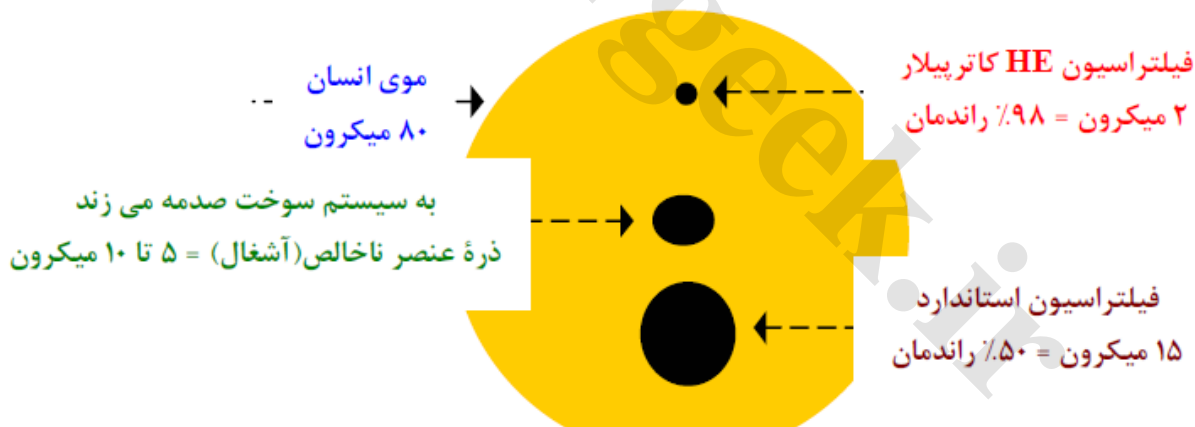 موی انسان
۸۰ میکرون
فیلتراسیون HE کاترپیلار
۲ میکرون = ۹۸٪ راندمان
به سیستم سوخت صدمه می زند
ذرۀ عنصر ناخالص(آشغال) = ۵ تا ۱۰ میکرون
فیلتراسیون استاندارد
۱۵ میکرون = ۵۰٪ راندمان
geek.ir